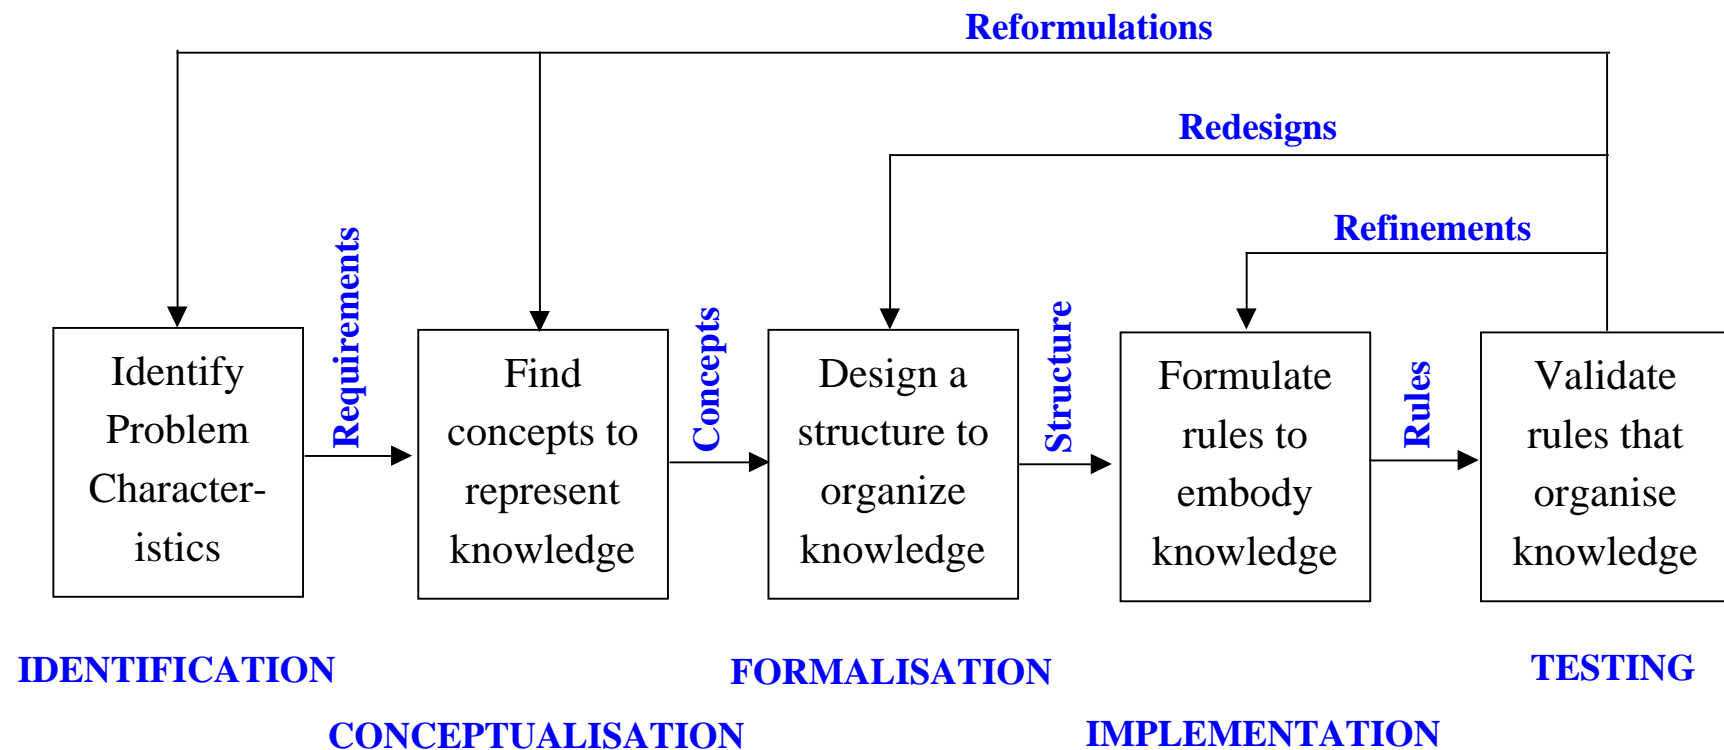 Reformulations
Redesigns
Refinements
Requirements
Concepts
Structure
Rules
Identify
Problem
Character-
istics
Find
concepts to
represent
knowledge
Design a
structure to
organize
knowledge
Formulate
rules to
embody
knowledge
Validate
rules that
organise
knowledge
IDENTIFICATION
CONCEPTUALISATION
FORMALISATION
IMPLEMENTATION
TESTING